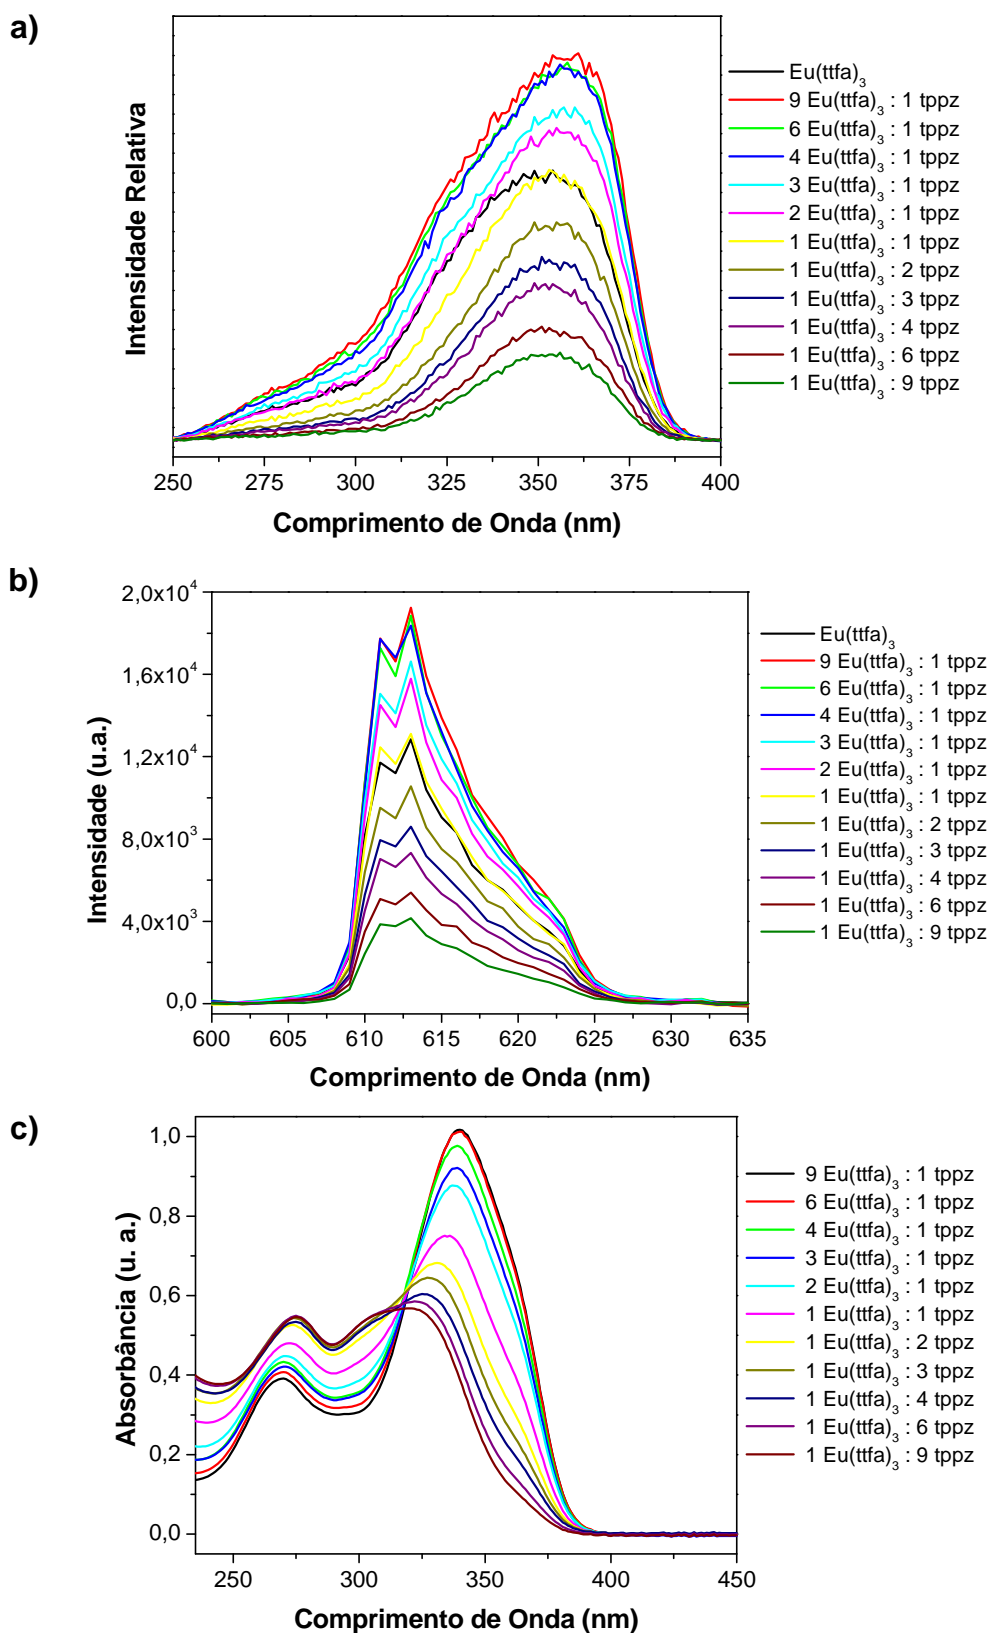 a)
Intensidade Relativa
Eu(ttfa)₃
9 Eu(ttfa)₃ : 1 tppz
6 Eu(ttfa)₃ : 1 tppz
4 Eu(ttfa)₃ : 1 tppz
3 Eu(ttfa)₃ : 1 tppz
2 Eu(ttfa)₃ : 1 tppz
1 Eu(ttfa)₃ : 1 tppz
1 Eu(ttfa)₃ : 2 tppz
1 Eu(ttfa)₃ : 3 tppz
1 Eu(ttfa)₃ : 4 tppz
1 Eu(ttfa)₃ : 6 tppz
1 Eu(ttfa)₃ : 9 tppz
250 275 300 325 350 375 400
Comprimento de Onda (nm)
b)
Intensidade (u.a.)
2,0x10⁴
1,6x10⁴
1,2x10⁴
8,0x10³
4,0x10³
0,0
Eu(ttfa)₃
9 Eu(ttfa)₃ : 1 tppz
6 Eu(ttfa)₃ : 1 tppz
4 Eu(ttfa)₃ : 1 tppz
3 Eu(ttfa)₃ : 1 tppz
2 Eu(ttfa)₃ : 1 tppz
1 Eu(ttfa)₃ : 1 tppz
1 Eu(ttfa)₃ : 2 tppz
1 Eu(ttfa)₃ : 3 tppz
1 Eu(ttfa)₃ : 4 tppz
1 Eu(ttfa)₃ : 6 tppz
1 Eu(ttfa)₃ : 9 tppz
600 605 610 615 620 625 630 635
Comprimento de Onda (nm)
c)
Absorbância (u. a.)
1,0
0,8
0,6
0,4
0,2
0,0
9 Eu(ttfa)₃ : 1 tppz
6 Eu(ttfa)₃ : 1 tppz
4 Eu(ttfa)₃ : 1 tppz
3 Eu(ttfa)₃ : 1 tppz
2 Eu(ttfa)₃ : 1 tppz
1 Eu(ttfa)₃ : 1 tppz
1 Eu(ttfa)₃ : 2 tppz
1 Eu(ttfa)₃ : 3 tppz
1 Eu(ttfa)₃ : 4 tppz
1 Eu(ttfa)₃ : 6 tppz
1 Eu(ttfa)₃ : 9 tppz
250 300 350 400 450
Comprimento de Onda (nm)